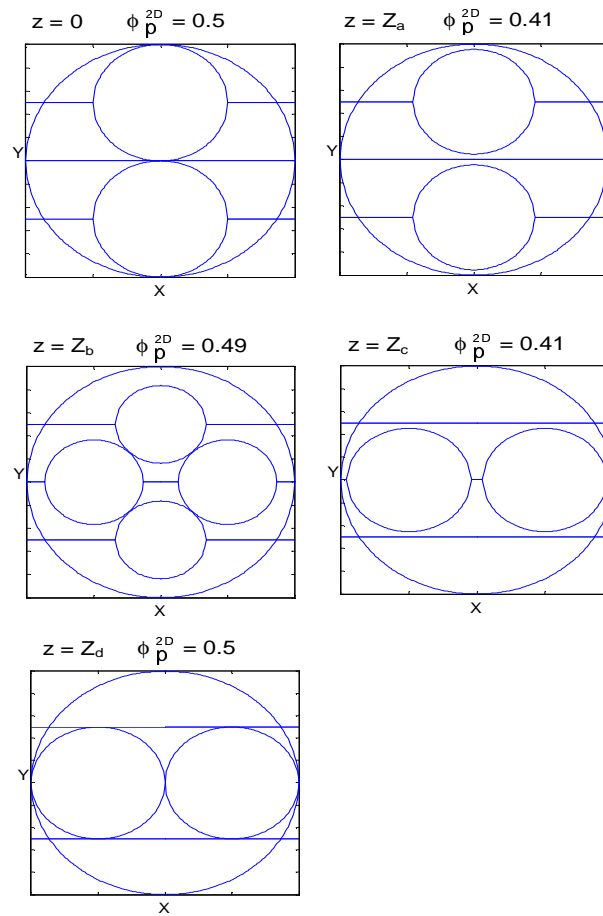 z = 0 ϕ p 2D = 0.5
Y
X
z = Za ϕ p 2D = 0.41
Y
X
z = Zb ϕ p 2D = 0.49
Y
X
z = Zc ϕ p 2D = 0.41
Y
X
z = Zd ϕ p 2D = 0.5
Y
X